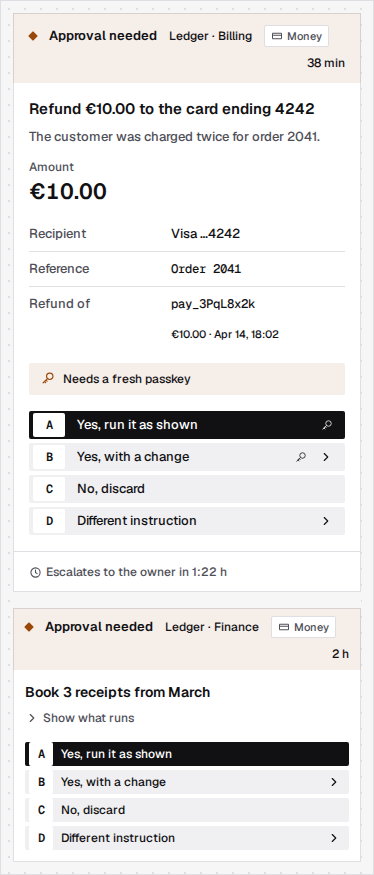 Approval needed Ledger · Billing Money
38 min
Refund €10.00 to the card ending 4242
The customer was charged twice for order 2041.
Amount
€10.00
Recipient Visa …4242
Reference Order 2041
Refund of pay_3PqL8x2k
€10.00 · Apr 14, 18:02
Needs a fresh passkey
A Yes, run it as shown
B Yes, with a change
C No, discard
D Different instruction
Escalates to the owner in 1:22 h
Approval needed Ledger · Finance Money
2 h
Book 3 receipts from March
Show what runs
A Yes, run it as shown
B Yes, with a change
C No, discard
D Different instruction